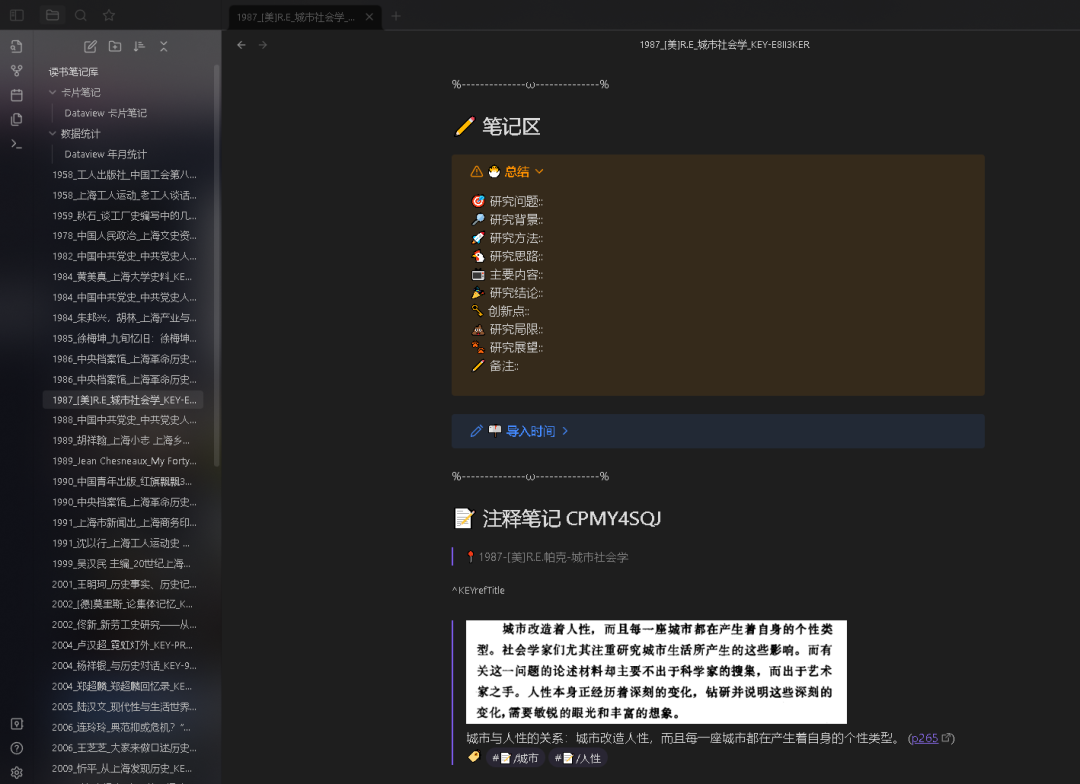 1987_[美]R.E_城市社会学_...
1987_[美]R.E_城市社会学_KEY-E8II3KER
读书笔记库
卡片笔记
Dataview 卡片笔记
数据统计
Dataview 年月统计
1958_工人出版社_中国工会第八...
1958_上海工人运动_老工人谈话...
1959_秋石_谈工厂史编写中的几...
1978_中国人民政治_上海文史资...
1982_中国中共党史_中共党史人...
1984_黄美真_上海大学史料_KE...
1984_中国中共党史_中共党史人...
1984_朱邦兴，胡林_上海产业与...
1985_徐梅坤_九旬忆旧：徐梅坤...
1986_中央档案馆_上海革命历史...
1986_中央档案馆_上海革命历史...
1987_[美]R.E_城市社会学_KEY-E...
1988_中国中共党史_中共党史人...
1989_胡祥翰_上海小志 上海乡...
1989_Jean Chesneaux_My Forty...
1990_中国青年出版_红旗飘飘3...
1990_中央档案馆_上海革命历史...
1991_上海市新闻出_上海商务印...
1991_沈以行_上海工人运动史 ...
1999_吴汉民 主编_20世纪上海...
2001_王明珂_历史事实、历史记...
2002_[德]莫里斯_论集体记忆_K...
2002_佟新_新劳工史研究——从...
2004_卢汉超_霓虹灯外_KEY-PR...
2004_杨祥银_与历史对话_KEY-9...
2004_郑超麟_郑超麟回忆录_KE...
2005_陆汉文_现代性与生活世界...
2006_连玲玲_典范抑或危机？“...
2006_王芝芝_大家来做口述历史...
2009_忻平_从上海发现历史_KE...
%--------------ω--------------%
笔记区
总结
研究问题::
研究背景::
研究方法::
研究思路::
主要内容::
研究结论::
创新点::
研究局限::
研究展望::
备注::
导入时间
%--------------ω--------------%
注释笔记 CPMY4SQJ
1987-[美]R.E.帕克-城市社会学
^KEYrefTitle
城市改造着人性，而且每一座城市都在产生着自身的个性类
型。社会学家们尤其注重研究城市生活所产生的这些影响。而有
关这一问题的论述材料却主要不出于科学家的搜集，而出于艺术
家之手。人性本身正经历着深刻的变化，钻研并说明这些深刻的
变化,需要敏锐的眼光和丰富的想象。
城市与人性的关系：城市改造人性，而且每一座城市都在产生着自身的个性类型。 (p265)
#📝/城市 #📝/人性